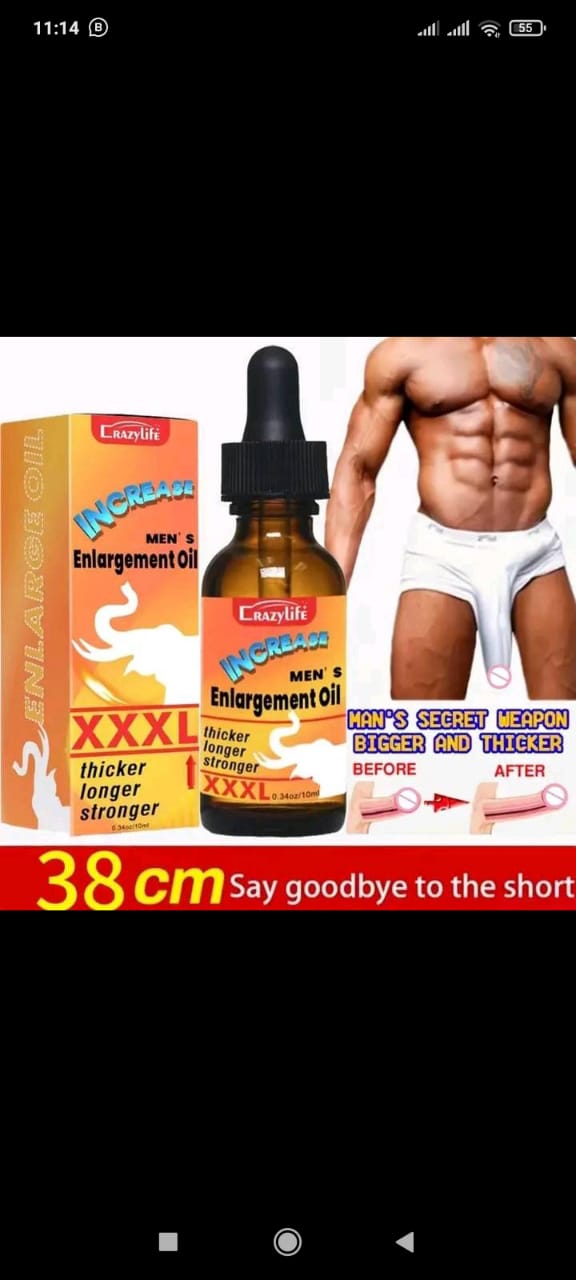 11:14
55
ENLARGE OIL
CRAZYLIFE
INCREASE
MEN'S
Enlargement Oil
XXXL
thicker
longer
stronger
0.34oz/10ml
CRAZYLIFE
INCREASE
MEN'S
Enlargement Oil
thicker
longer
stronger
XXXL 0.34oz/10ml
MAN'S SECRET WEAPON
BIGGER AND THICKER
BEFORE
AFTER
38 cm Say goodbye to the short